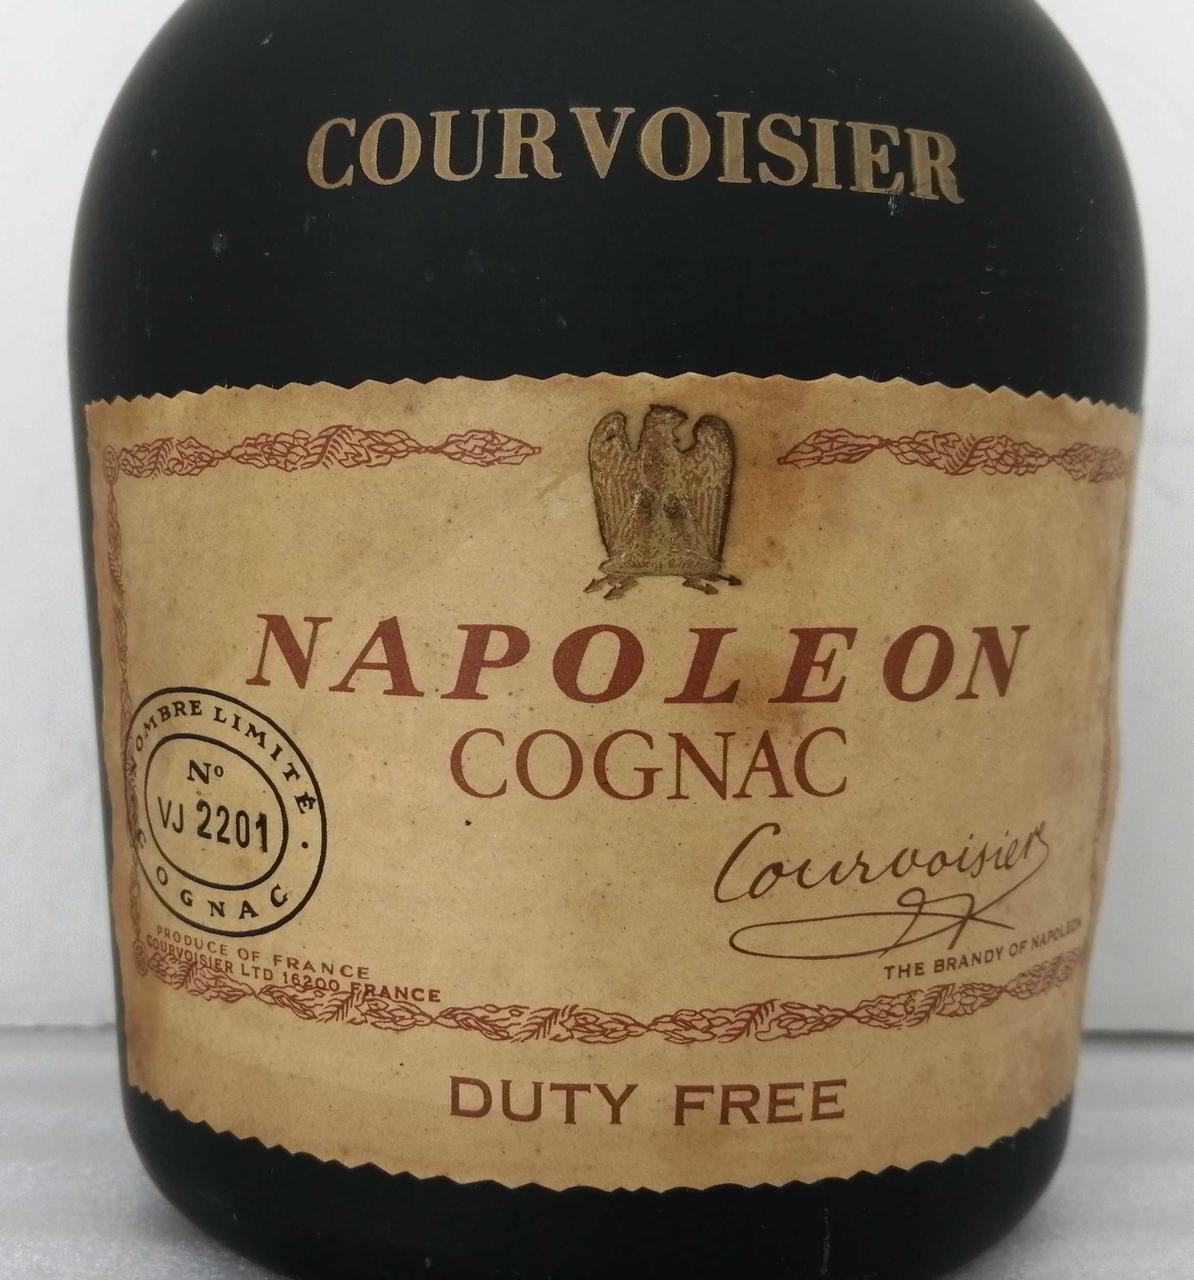 COURVOISIER
NAPOLEON
COGNAC
OMBRE LIMITÉ
Nº
VJ 2201
COGNAC
Courvoisier
THE BRANDY OF NAPOLEON
PRODUCE OF FRANCE
COURVOISIER LTD 16200 FRANCE
DUTY FREE